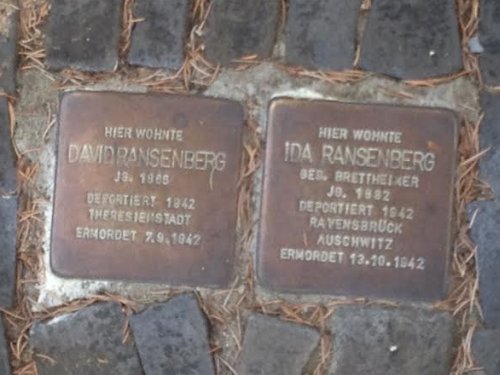 HIER WOHNTE
DAVID RANSENBERG
JG. 1866
DEPORTIERT 1942
THERESIENSTADT
ERMORDET 7.9.1942
HIER WOHNTE
IDA RANSENBERG
GEB. BRETTHEIMER
JG. 1882
DEPORTIERT 1942
RAVENSBRÜCK
AUSCHWITZ
ERMORDET 13.10.1942